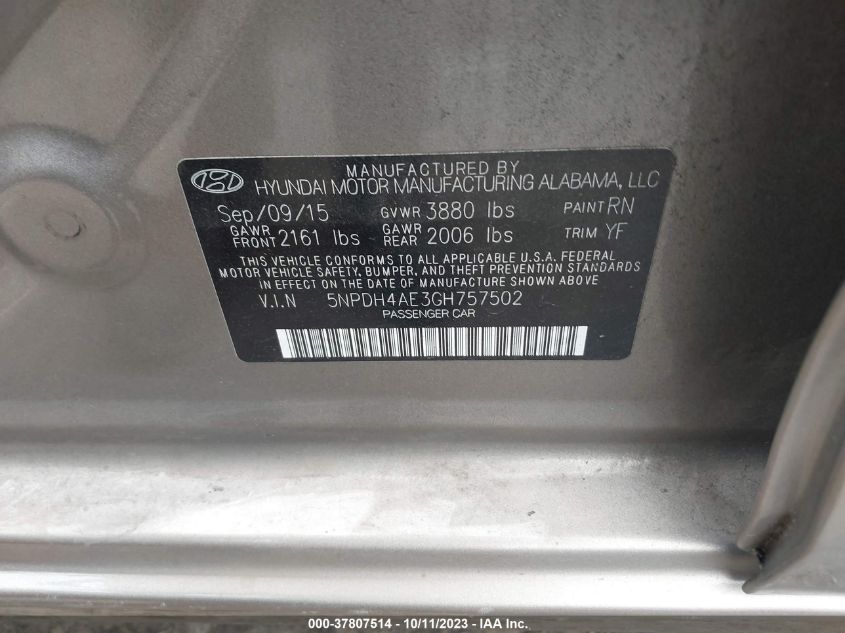 MANUFACTURED BY
HYUNDAI MOTOR MANUFACTURING ALABAMA, LLC
Sep/09/15 GVWR 3880 lbs PAINT RN
GAWR FRONT 2161 lbs GAWR REAR 2006 lbs TRIM YF
THIS VEHICLE CONFORMS TO ALL APPLICABLE U.S.A. FEDERAL
MOTOR VEHICLE SAFETY, BUMPER, AND THEFT PREVENTION STANDARDS
IN EFFECT ON THE DATE OF MANUFACTURE SHOWN ABOVE
V.I.N 5NPDH4AE3GH757502
PASSENGER CAR
000-37807514 - 10/11/2023 - © IAA Inc.